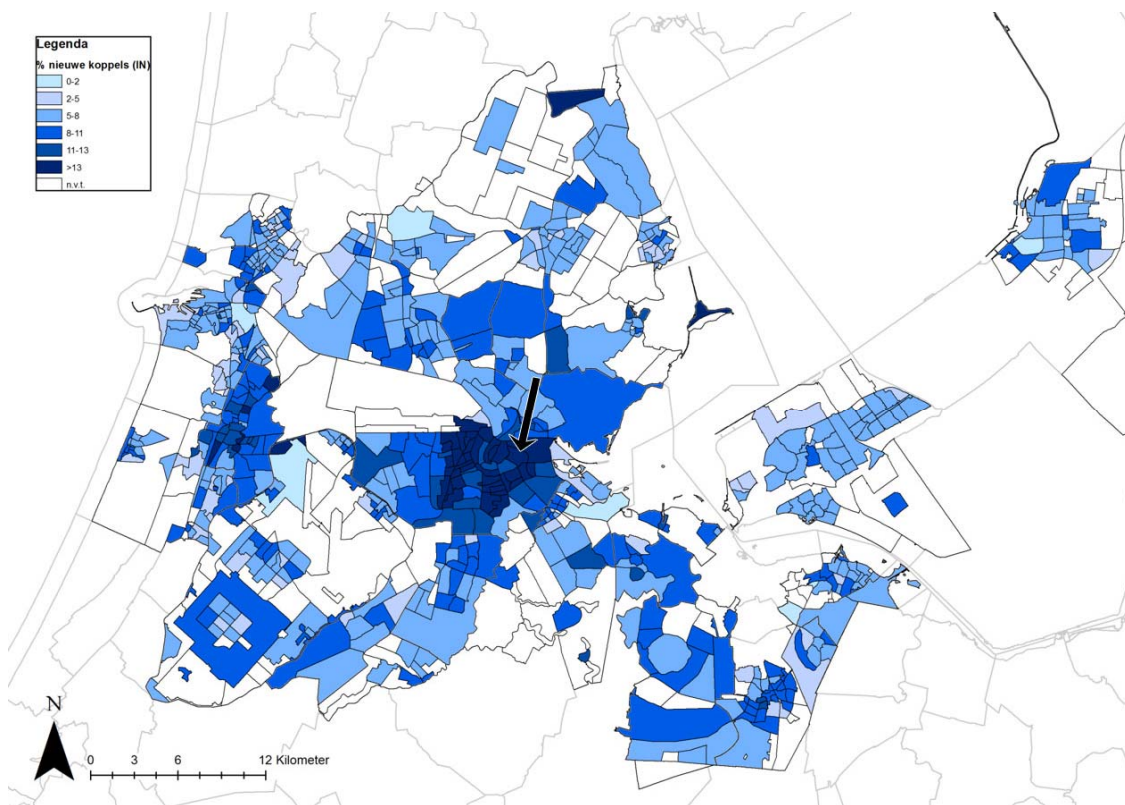 Legenda
% nieuwe koppels (IN)
0-2
2-5
5-8
8-11
11-13
>13
n.v.t.
N
0 3 6 12 Kilometer